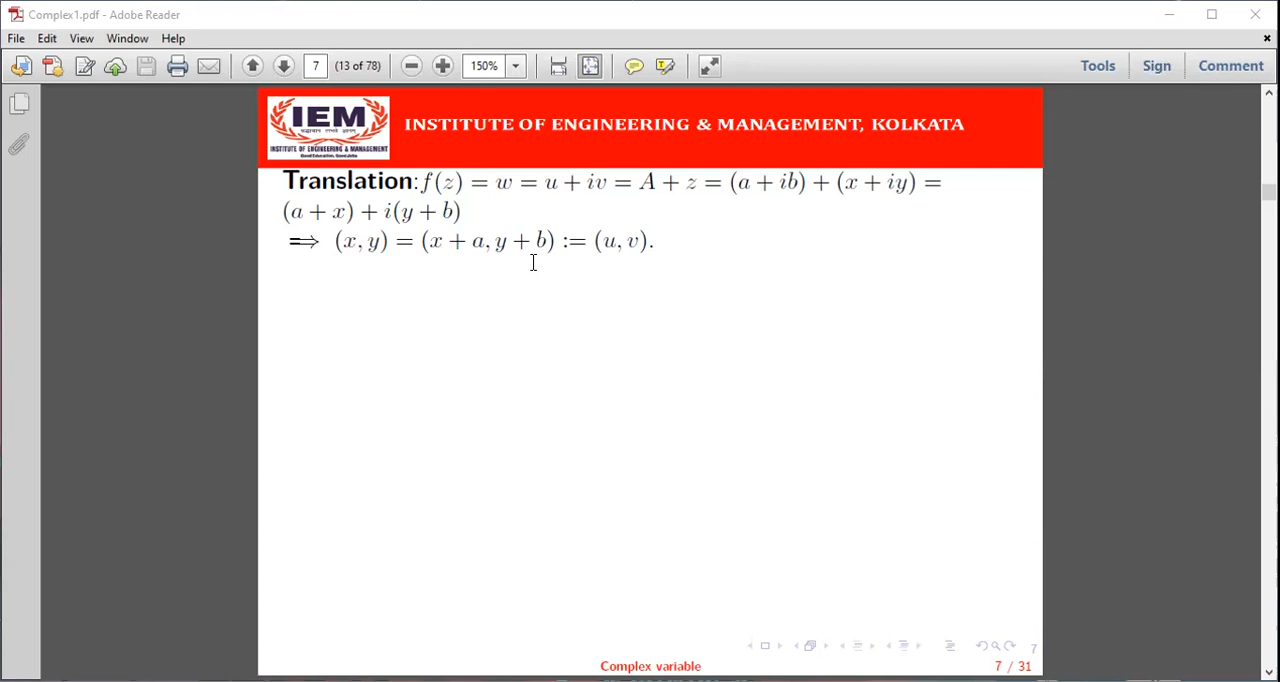 Complex1.pdf - Adobe Reader
File Edit View Window Help
7 (13 of 78) 150% Tools Sign Comment
IEM
INSTITUTE OF ENGINEERING & MANAGEMENT
INSTITUTE OF ENGINEERING & MANAGEMENT, KOLKATA
Translation: f(z) = w = u + iv = A + z = (a + ib) + (x + iy) =
(a + x) + i(y + b)
⟹ (x, y) = (x + a, y + b) := (u, v).
7
Complex variable 7 / 31